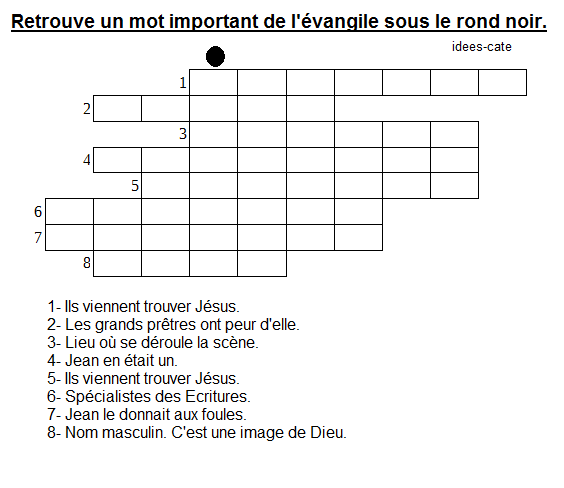 Retrouve un mot important de l'évangile sous le rond noir.
idees-cate
1
2
3
4
5
6
7
8
1- Ils viennent trouver Jésus.
2- Les grands prêtres ont peur d'elle.
3- Lieu où se déroule la scène.
4- Jean en était un.
5- Ils viennent trouver Jésus.
6- Spécialistes des Ecritures.
7- Jean le donnait aux foules.
8- Nom masculin. C'est une image de Dieu.